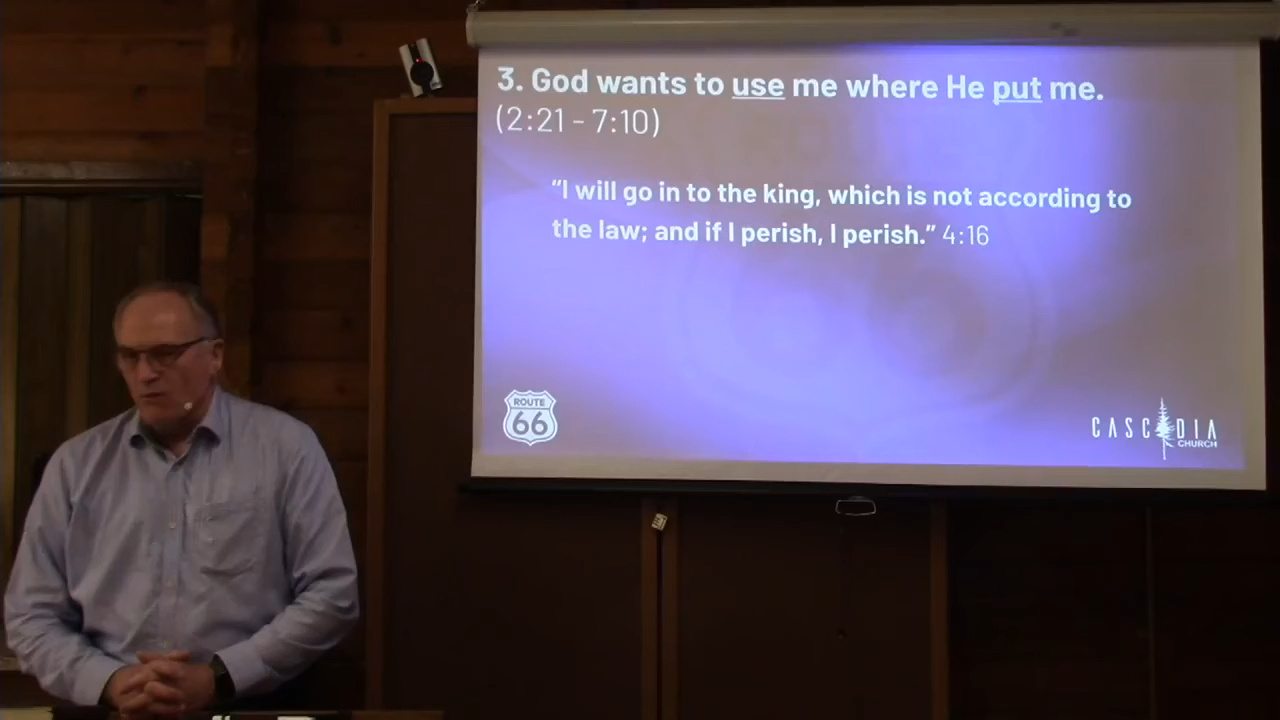 3. God wants to use me where He put me.
(2:21 - 7:10)
“I will go in to the king, which is not according to
the law; and if I perish, I perish.” 4:16
ROUTE
66
CASCADIA
CHURCH